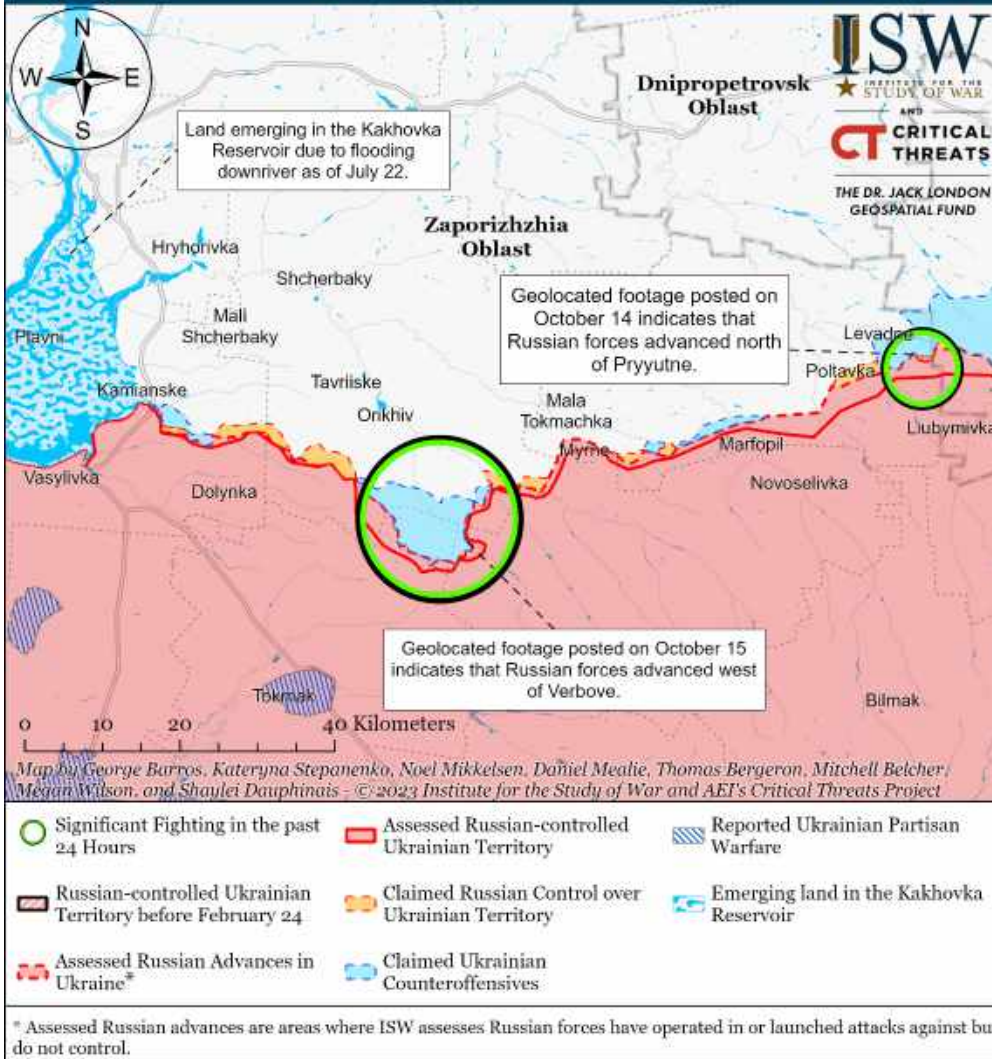 N
W
E
S
ISW
INSTITUTE FOR THE
STUDY OF WAR
AND
CT CRITICAL
THREATS
THE DR. JACK LONDON
GEOSPATIAL FUND
Dnipropetrovsk
Oblast
Land emerging in the Kakhovka
Reservoir due to flooding
downriver as of July 22.
Zaporizhzhia
Oblast
Hryhorivka
Shcherbaky
Mali
Shcherbaky
Geolocated footage posted on
October 14 indicates that
Russian forces advanced north
of Pryyutne.
Plavni
Levadne
Poltavka
Kamianske
Tavriiske
Orikhiv
Mala
Tokmachka
Myrne
Marfopil
Liubymivka
Vasylivka
Dolynka
Novoselivka
Geolocated footage posted on October 15
indicates that Russian forces advanced west
of Verbove.
Tokmak
Bilmak
0 10 20 40 Kilometers
Map by George Barros, Kateryna Stepanenko, Noel Mikkelsen, Daniel Mealie, Thomas Bergeron, Mitchell Belcher,
Megan Wilson, and Shaylei Dauphinais - © 2023 Institute for the Study of War and AEI's Critical Threats Project
Significant Fighting in the past
24 Hours
Assessed Russian-controlled
Ukrainian Territory
Reported Ukrainian Partisan
Warfare
Russian-controlled Ukrainian
Territory before February 24
Claimed Russian Control over
Ukrainian Territory
Emerging land in the Kakhovka
Reservoir
Assessed Russian Advances in
Ukraine*
Claimed Ukrainian
Counteroffensives
* Assessed Russian advances are areas where ISW assesses Russian forces have operated in or launched attacks against bu
do not control.